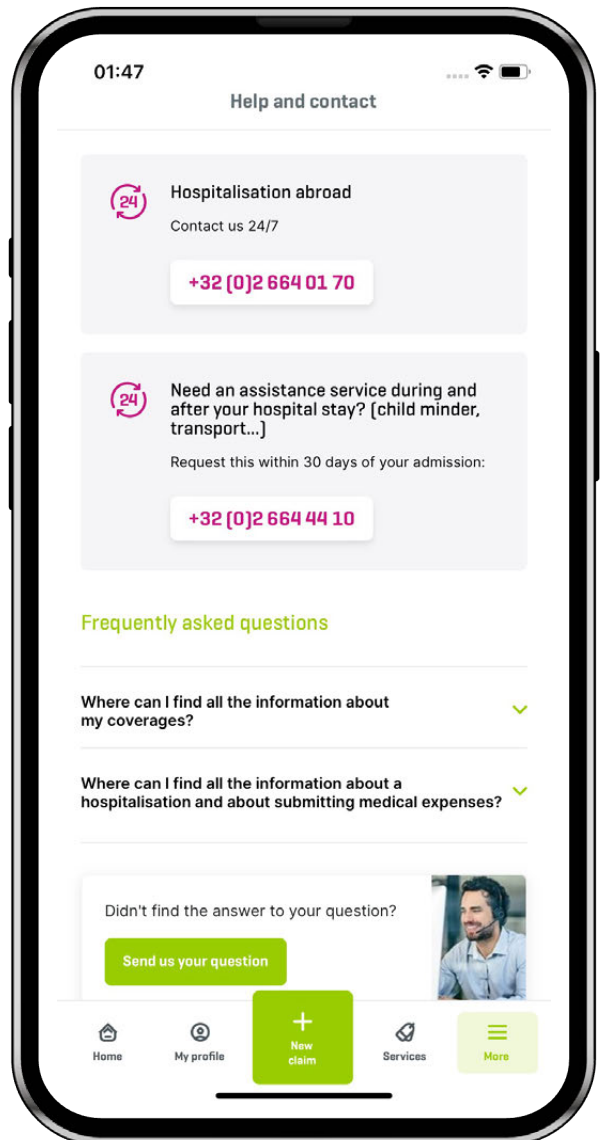 01:47
Help and contact
24
Hospitalisation abroad
Contact us 24/7
+32 (0)2 664 01 70
24
Need an assistance service during and
after your hospital stay? (child minder,
transport...)
Request this within 30 days of your admission:
+32 (0)2 664 44 10
Frequently asked questions
Where can I find all the information about
my coverages?
Where can I find all the information about a
hospitalisation and about submitting medical expenses?
Didn't find the answer to your question?
Send us your question
Home
My profile
New
claim
Services
More